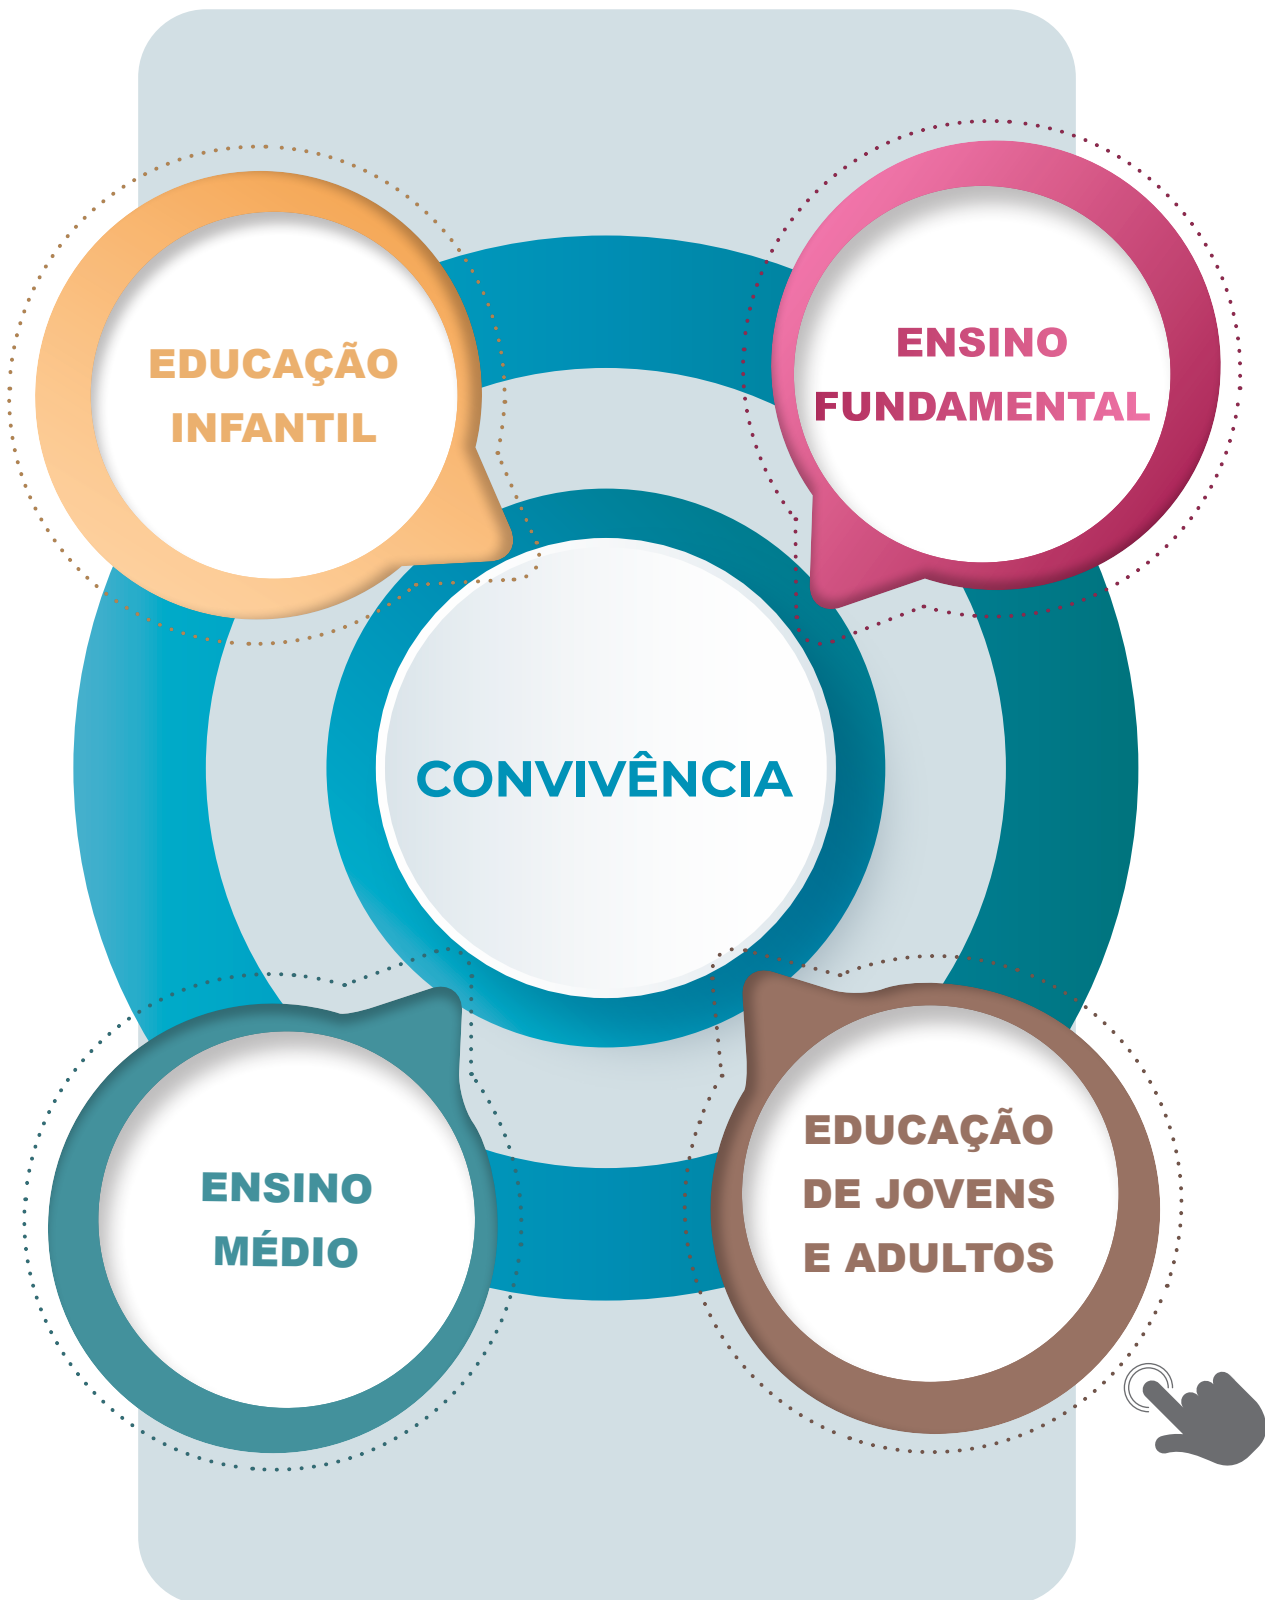 EDUCAÇÃO
INFANTIL
ENSINO
FUNDAMENTAL
CONVIVÊNCIA
ENSINO
MÉDIO
EDUCAÇÃO
DE JOVENS
E ADULTOS